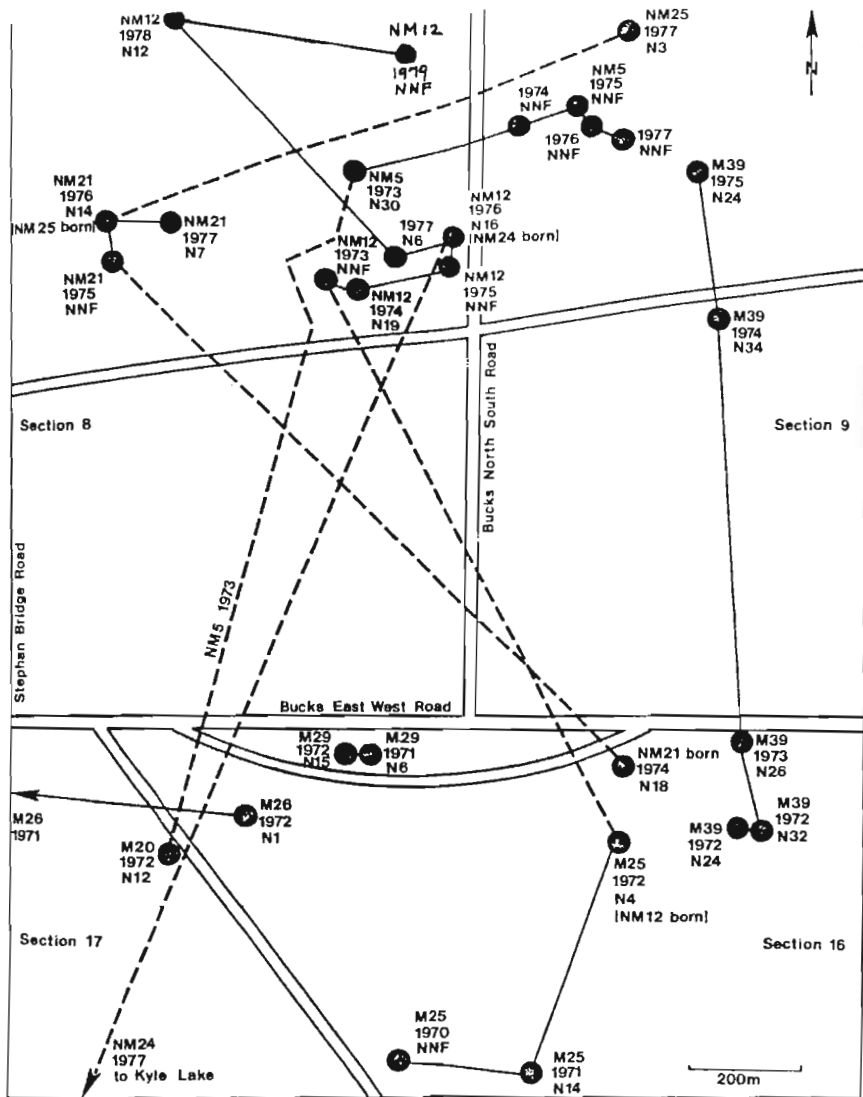 NM12
1978
N12
NM12
1979
NNF
NM25
1977
N3
N
1974
NNF
NM5
1975
NNF
1976
NNF
1977
NNF
NM21
1976
N14
[NM25 born]
NM21
1977
N7
NM21
1975
NNF
NM5
1973
N30
NM12
1976
N16
[NM24 born]
1977
N6
NM12
1973
NNF
NM12
1974
N19
NM12
1975
NNF
M39
1975
N24
M39
1974
N34
Section 8
Section 9
Bucks North South Road
Stephan Bridge Road
NM5 1973
Bucks East West Road
M29
1972
N15
M29
1971
N6
NM21 born
1974
N18
M39
1973
N26
M26
1971
M26
1972
N1
M20
1972
N12
M39
1972
N24
M39
1972
N32
M25
1972
N4
[NM12 born]
Section 17
Section 16
NM24
1977
to Kyle Lake
M25
1970
NNF
M25
1971
N14
200m